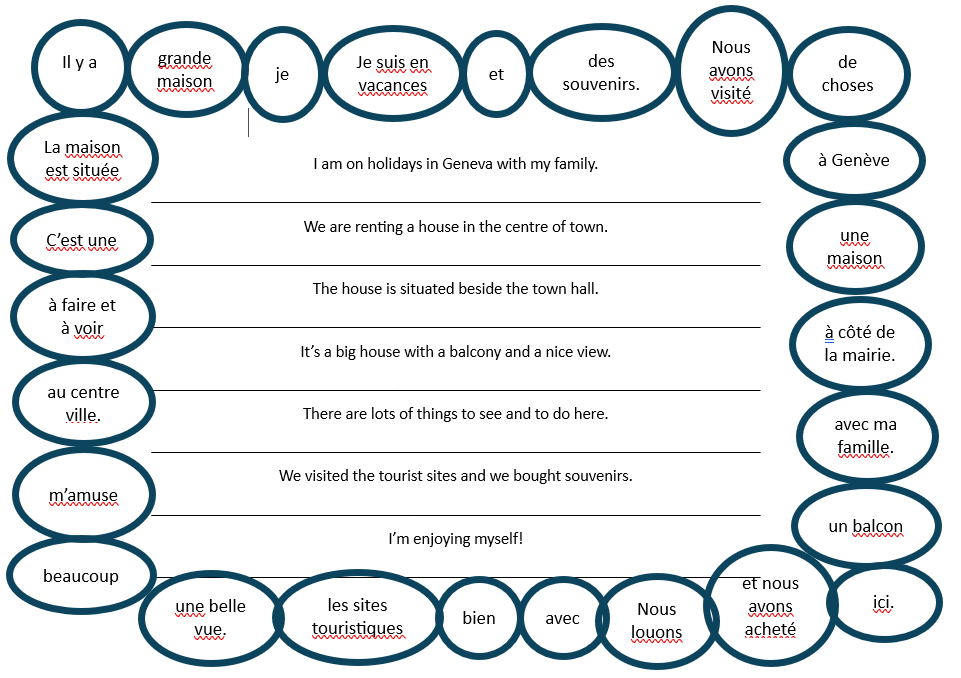 Il y a
grande
maison
je
Je suis en
vacances
et
des
souvenirs.
Nous
avons
visité
de
choses
La maison
est située
à Genève
I am on holidays in Geneva with my family.
C’est une
We are renting a house in the centre of town.
une
maison
à faire et
à voir
The house is situated beside the town hall.
à côté de
la mairie.
It’s a big house with a balcony and a nice view.
au centre
ville.
There are lots of things to see and to do here.
avec ma
famille.
m’amuse
We visited the tourist sites and we bought souvenirs.
un balcon
I’m enjoying myself!
beaucoup
une belle
vue.
les sites
touristiques
bien
avec
Nous
louons
et nous
avons
acheté
ici.